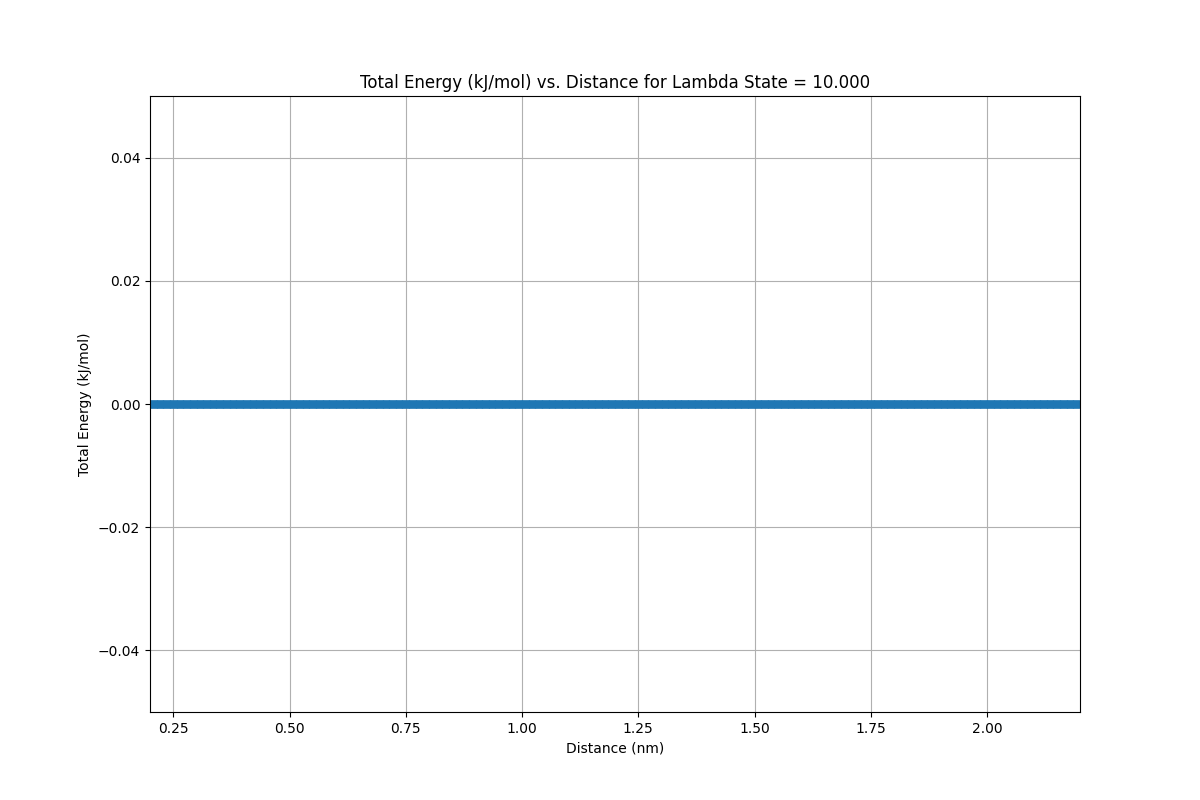 Total Energy (kJ/mol) vs. Distance for Lambda State = 10.000
0.04
0.02
0.00
−0.02
−0.04
Total Energy (kJ/mol)
0.25 0.50 0.75 1.00 1.25 1.50 1.75 2.00
Distance (nm)